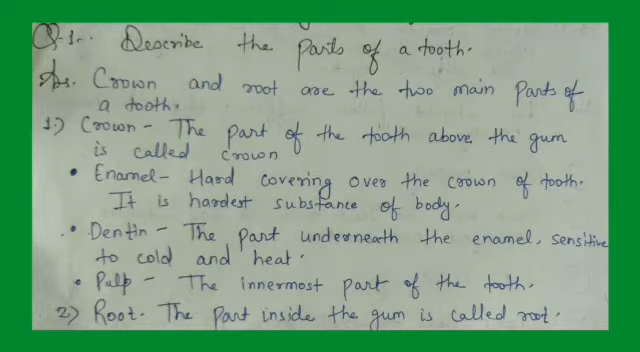 Q-1. Describe the parts of a tooth.
Ans. Crown and root are the two main parts of
a tooth.
1.) Crown - The part of the tooth above the gum
is called crown
• Enamel - Hard covering over the crown of tooth.
It is hardest substance of body.
• Dentin - The part underneath the enamel, sensitive
to cold and heat.
• Pulp - The innermost part of the tooth.
2.) Root. The part inside the gum is called root.